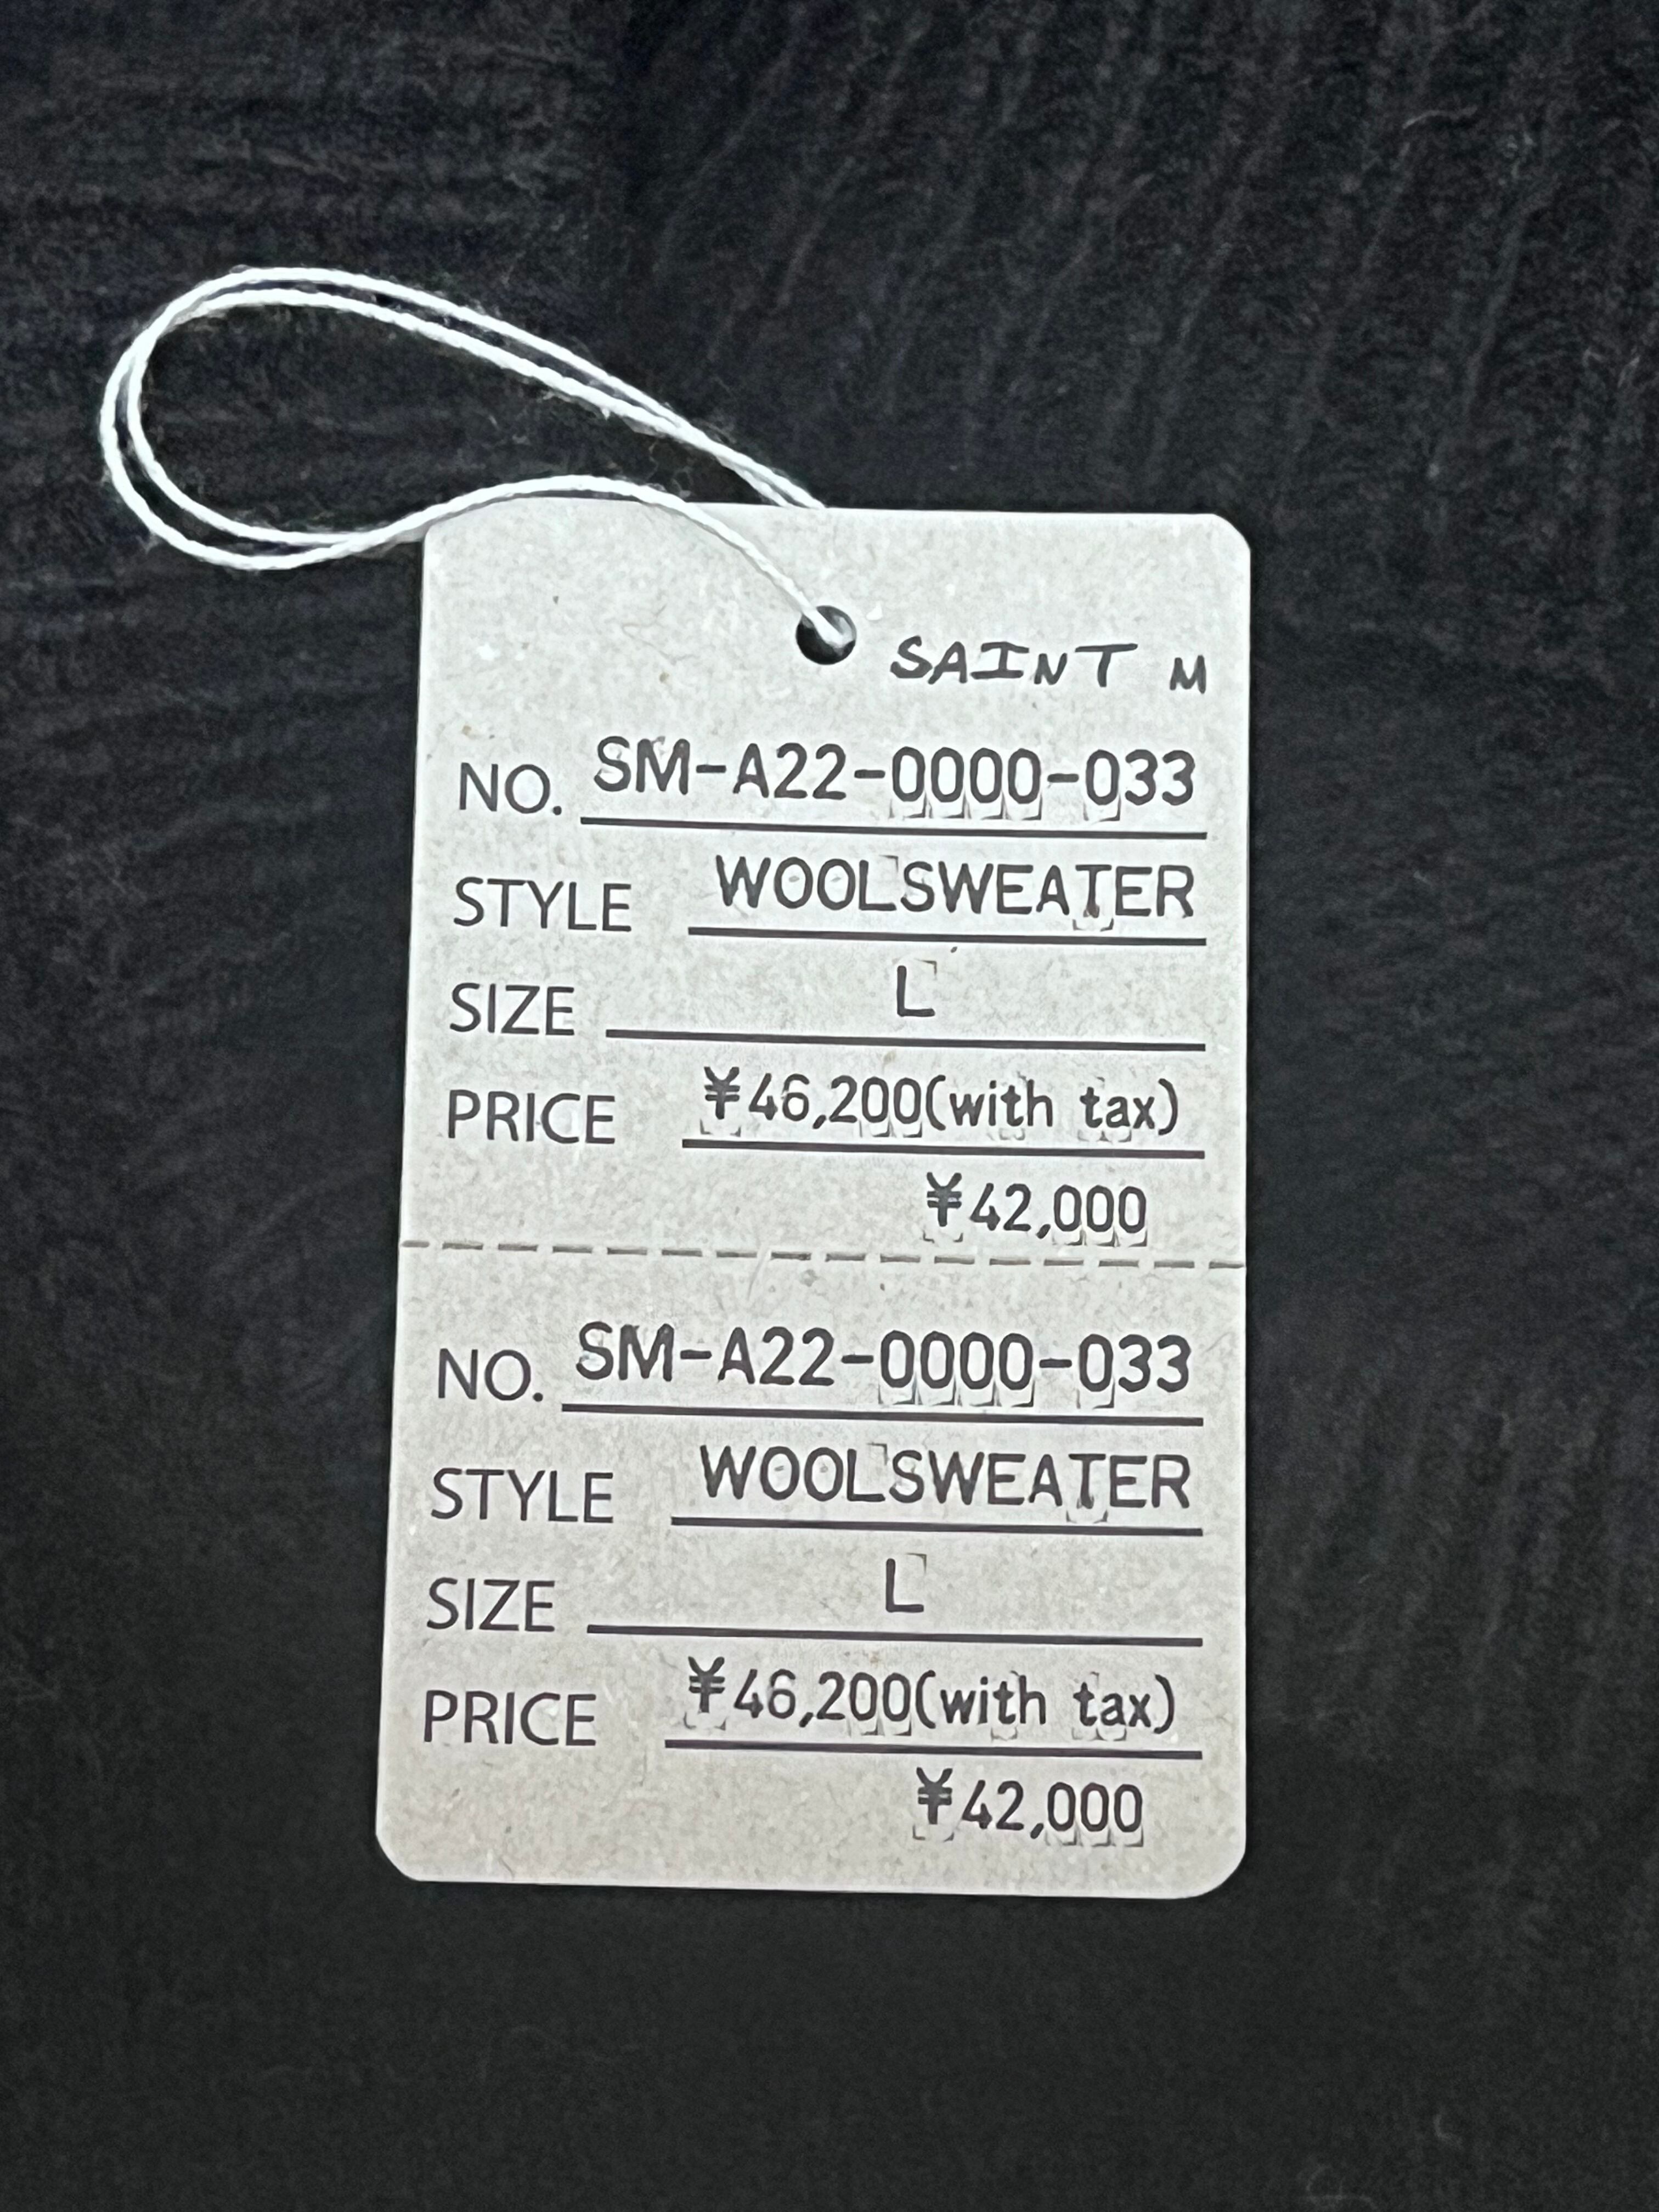 SAINT M
NO. SM-A22-0000-033
STYLE WOOLSWEATER
SIZE L
PRICE ¥46,200(with tax)
¥42,000
NO. SM-A22-0000-033
STYLE WOOLSWEATER
SIZE L
PRICE ¥46,200(with tax)
¥42,000